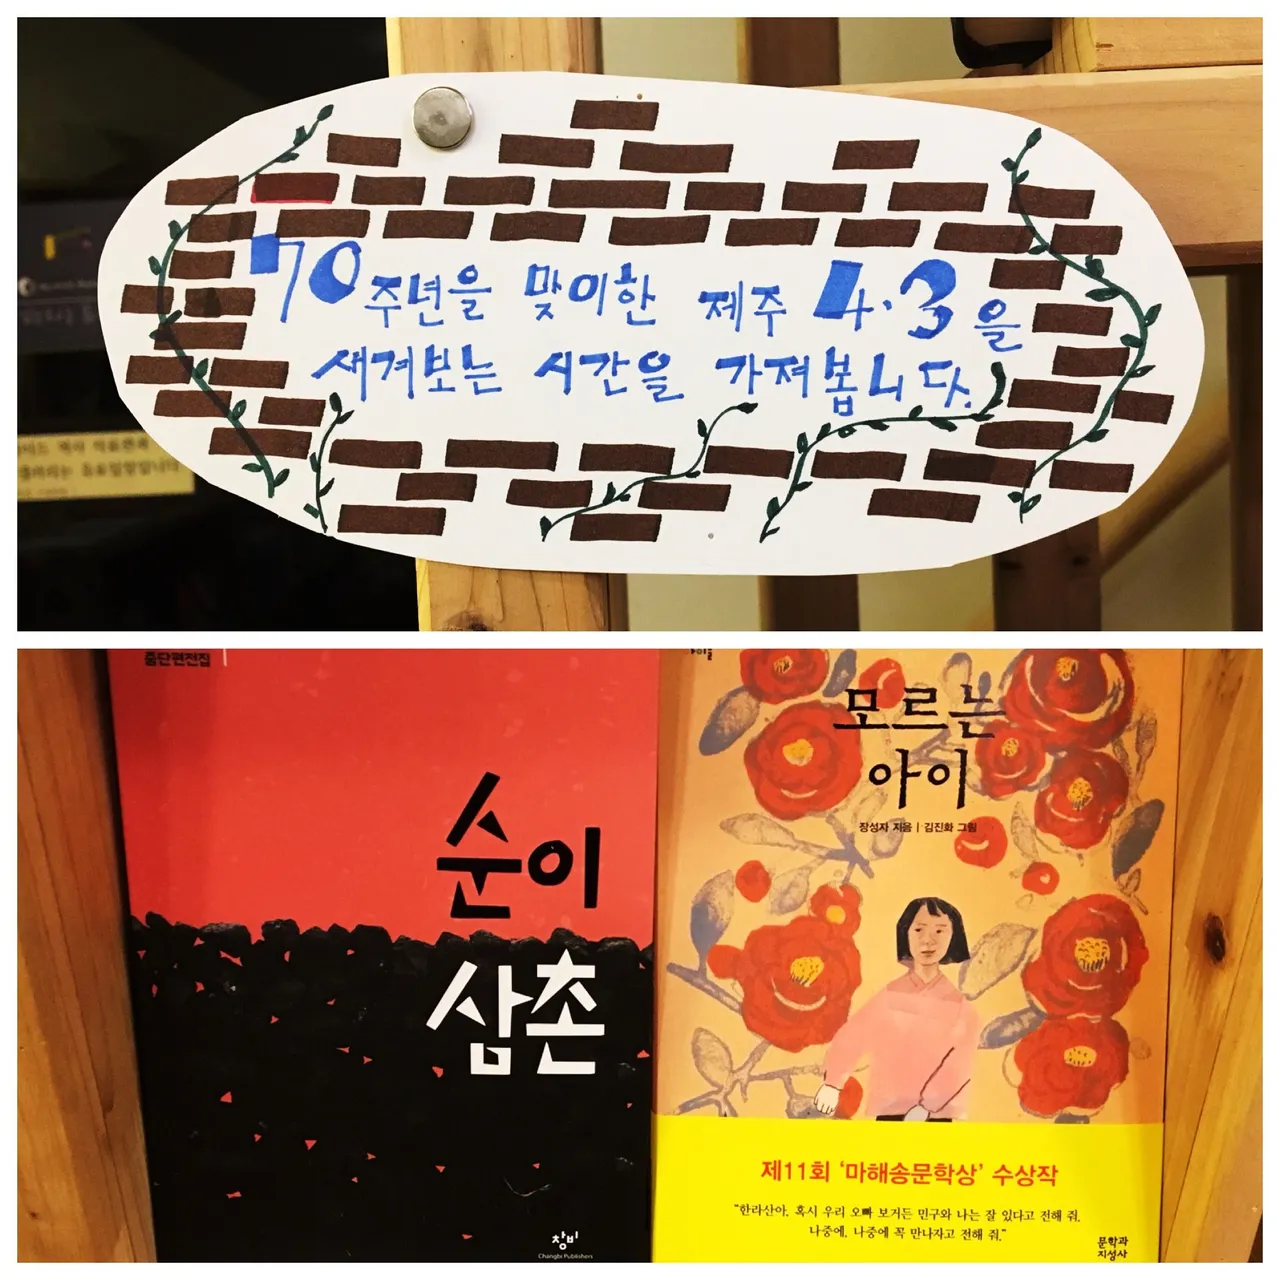 70주년을 맞이한 제주 4.3을
새겨보는 시간을 가져봅니다.
중단편전집
순이
삼촌
창비
Changbi Publishers
모르는
아이
장성자 지음 | 김진화 그림
제11회 '마해송문학상' 수상작
"한라산아, 혹시 우리 오빠 보거든 민구와 나는 잘 있다고 전해 줘.
나중에, 나중에 꼭 만나자고 전해 줘."
문학과
지성사